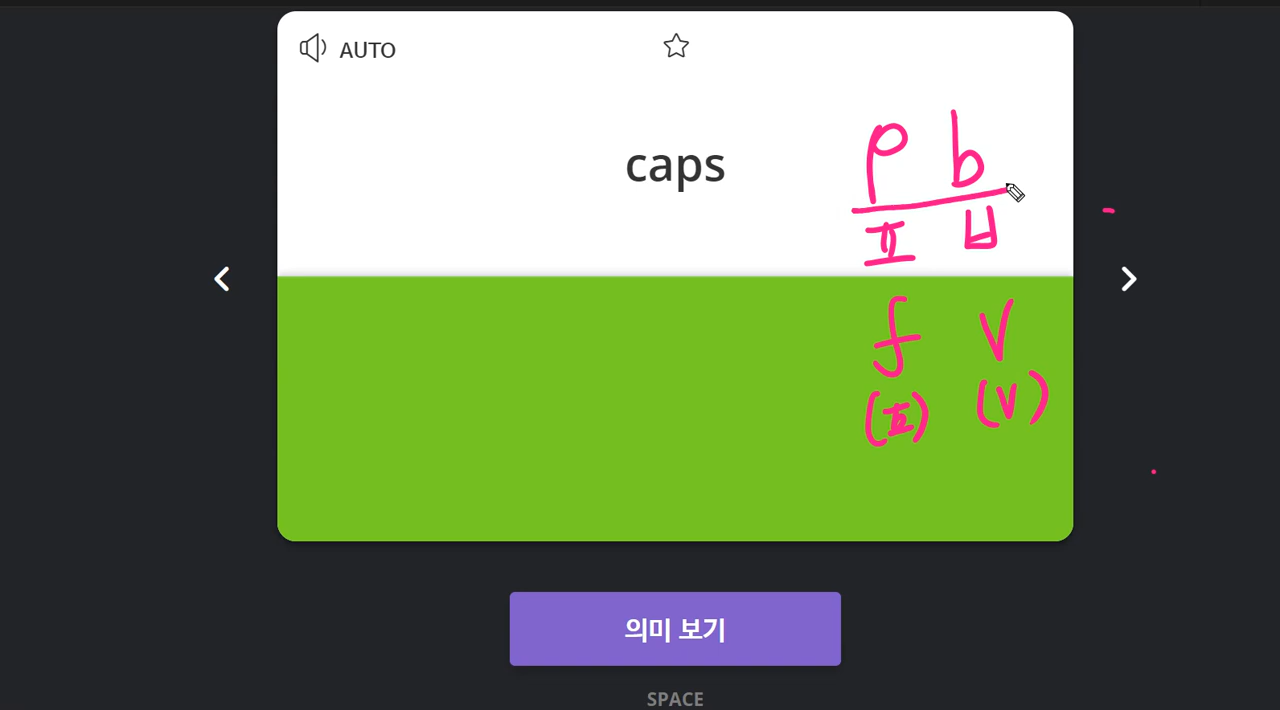 AUTO
caps
p b
ㅍ ㅂ
f v
(ㅍ) (v)
의미 보기
SPACE